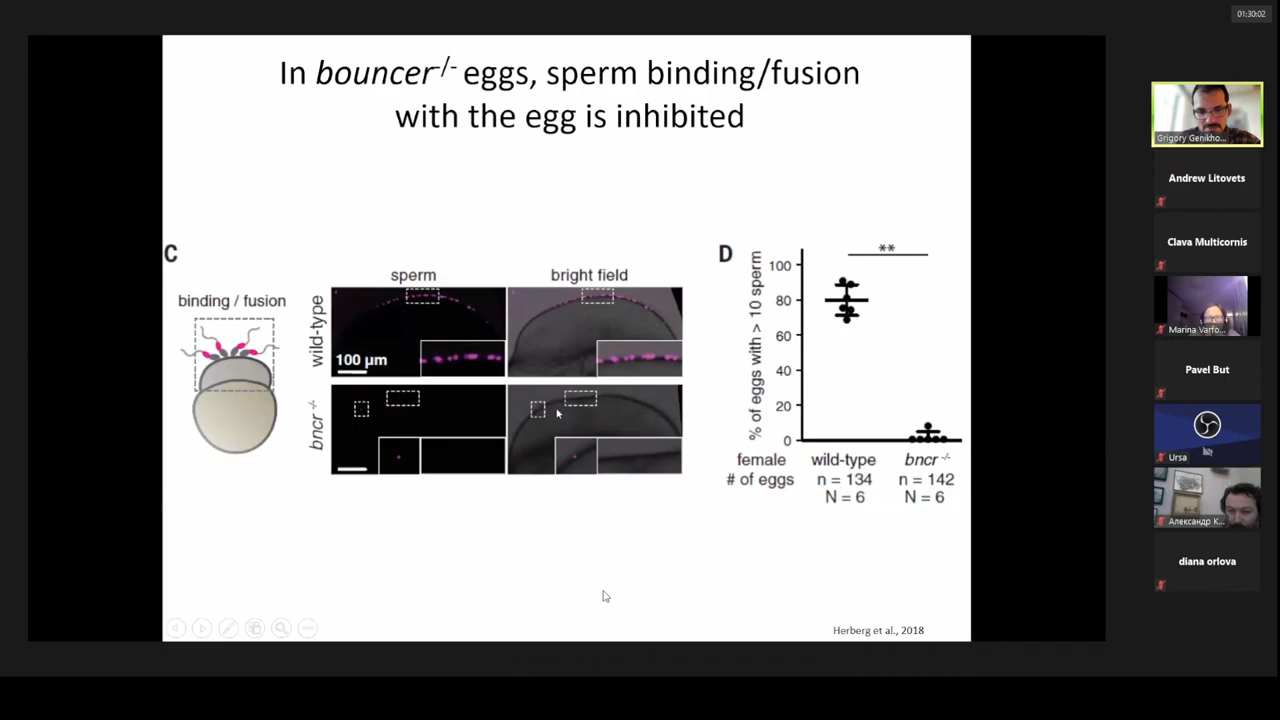 01:30:02
In bouncer-/- eggs, sperm binding/fusion
with the egg is inhibited
C
binding / fusion
sperm
bright field
wild-type
100 µm
bncr -/-
D
**
% of eggs with > 10 sperm
100
80
60
40
20
0
female
# of eggs
wild-type
n = 134
N = 6
bncr -/-
n = 142
N = 6
Herberg et al., 2018
Grigory Genikho...
Andrew Litovets
Clava Multicornis
Marina Varfo...
Pavel But
Ursa
Александр К...
diana orlova